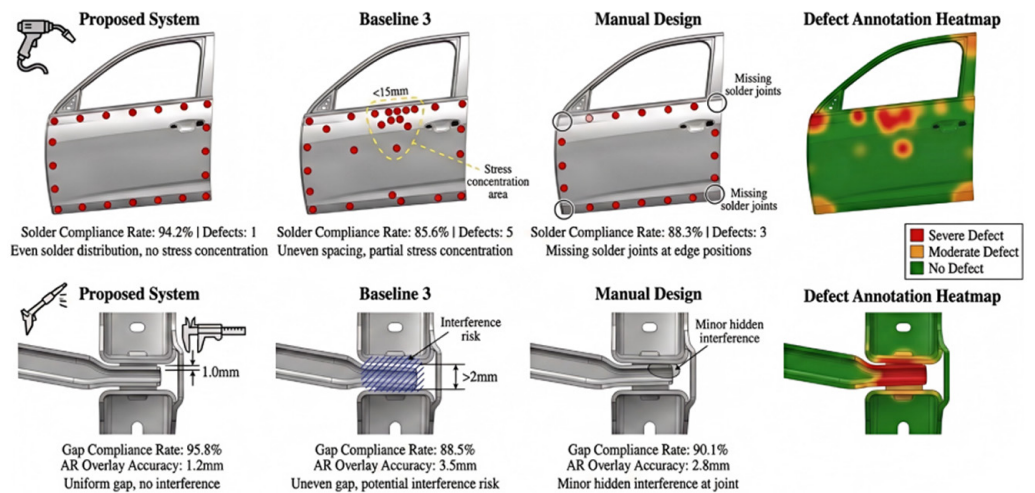 Proposed System
Baseline 3
Manual Design
Defect Annotation Heatmap
<15mm
Stress
concentration
area
Missing
solder joints
Missing
solder joints
Solder Compliance Rate: 94.2% | Defects: 1
Even solder distribution, no stress concentration
Solder Compliance Rate: 85.6% | Defects: 5
Uneven spacing, partial stress concentration
Solder Compliance Rate: 88.3% | Defects: 3
Missing solder joints at edge positions
Severe Defect
Moderate Defect
No Defect
Proposed System
Baseline 3
Manual Design
Defect Annotation Heatmap
1.0mm
Interference
risk
>2mm
Minor hidden
interference
Gap Compliance Rate: 95.8%
AR Overlay Accuracy: 1.2mm
Uniform gap, no interference
Gap Compliance Rate: 88.5%
AR Overlay Accuracy: 3.5mm
Uneven gap, potential interference risk
Gap Compliance Rate: 90.1%
AR Overlay Accuracy: 2.8mm
Minor hidden interference at joint